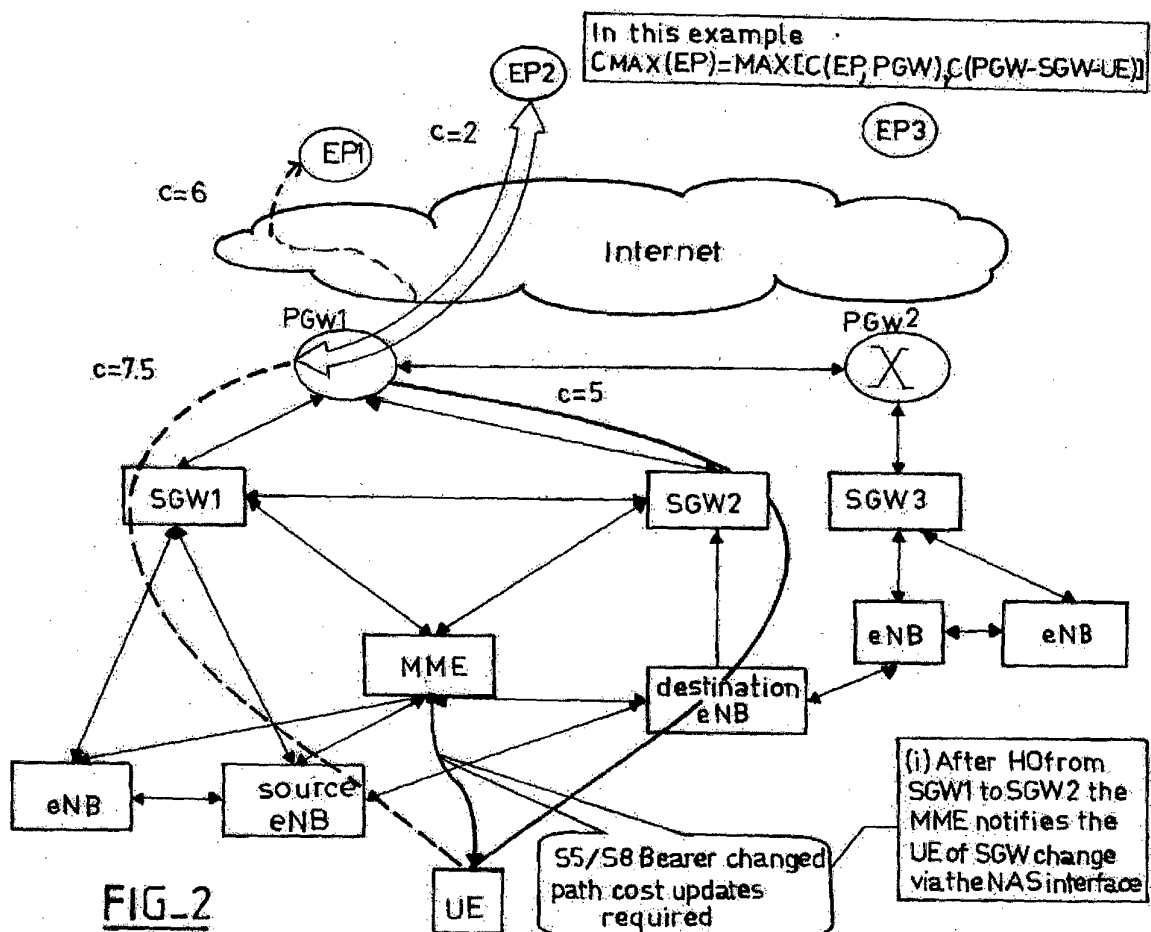 In this example
CMAX(EP)=MAX[C(EP,PGW),C(PGW-SGW-UE)]
EP2
EP3
EP1
c=2
c=6
Internet
PGW1
PGW2
c=7.5
c=5
SGW1
SGW2
SGW3
MME
eNB
eNB
destination
eNB
eNB
source
eNB
UE
S5/S8 Bearer changed
path cost updates
required
(i) After HO from
SGW1 to SGW2 the
MME notifies the
UE of SGW change
via the NAS interface
FIG_2